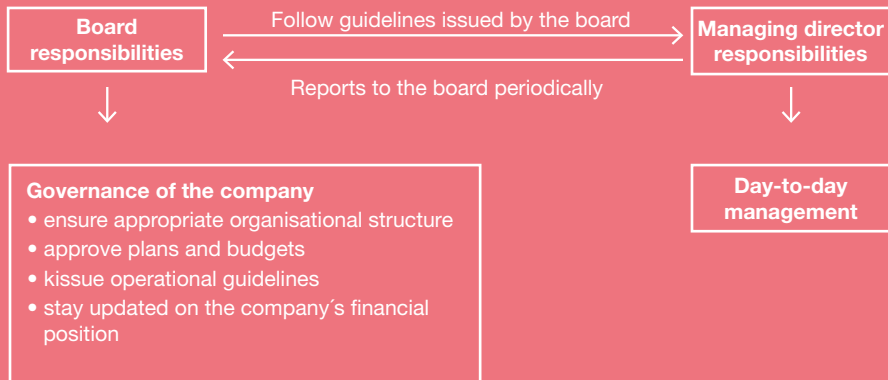 Board
responsibilities
Follow guidelines issued by the board
Reports to the board periodically
Managing director
responsibilities
Governance of the company
• ensure appropriate organisational structure
• approve plans and budgets
• kissue operational guidelines
• stay updated on the company´s financial
position
Day-to-day
management